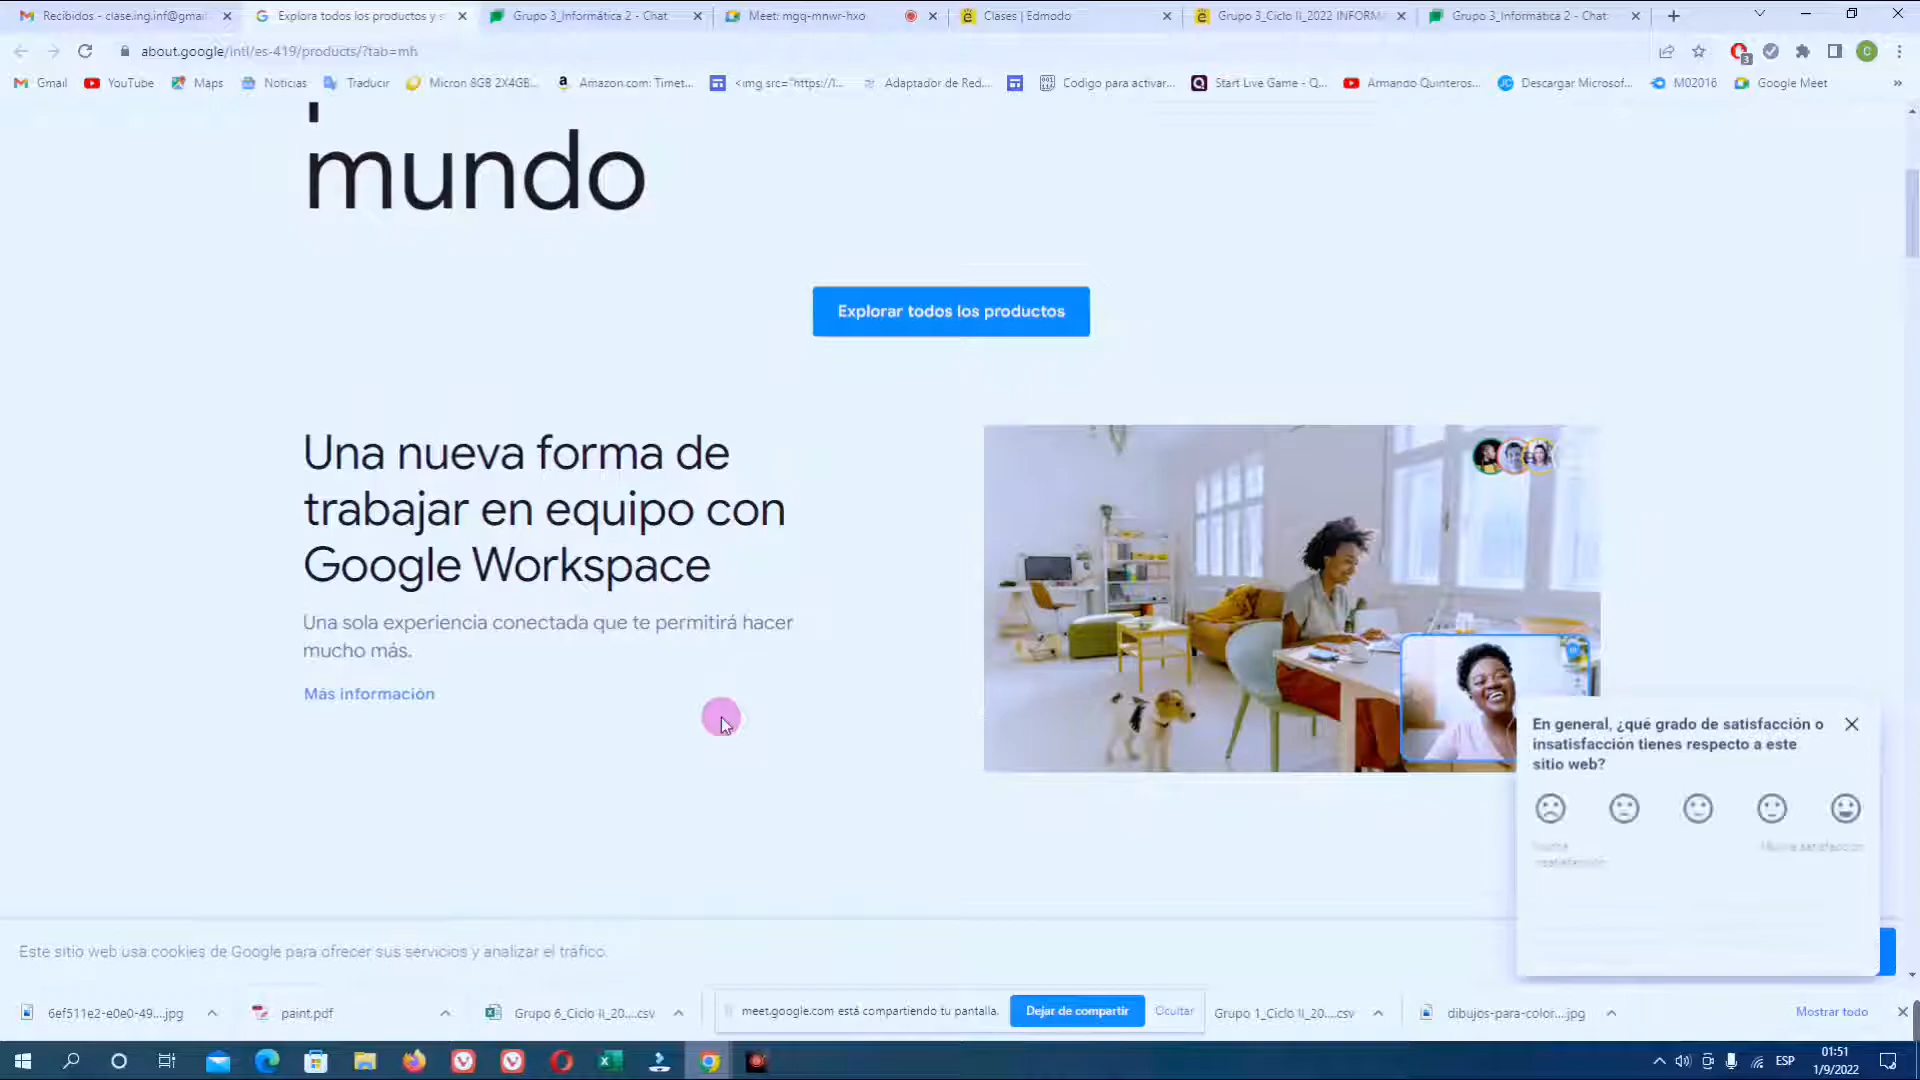 Recibidos - clase.ing.inf@gmai
Explora todos los productos y s
Grupo 3_Informática 2 - Chat
Meet: mgq-mnwr-hxo
Clases | Edmodo
Grupo 3_Ciclo II_2022 INFORM
Grupo 3_Informática 2 - Chat
about.google/intl/es-419/products/?tab=mh
3
C
Gmail
YouTube
Maps
Noticias
Traducir
Micron 8GB 2X4GB...
Amazon.com: Timet...
<img src="https://l...
Adaptador de Red,...
Codigo para activar...
Start Live Game - Q...
Armando Quinteros...
Descargar Microsof...
M02016
Google Meet
»
mundo
Explorar todos los productos
Una nueva forma de
trabajar en equipo con
Google Workspace
Una sola experiencia conectada que te permitirá hacer
mucho más.
Más información
En general, ¿qué grado de satisfacción o
insatisfacción tienes respecto a este
sitio web?
Mucha satisfacción
Este sitio web usa cookies de Google para ofrecer sus servicios y analizar el tráfico.
6ef511e2-e0e0-49....jpg
paint.pdf
Grupo 6_Ciclo II_20....csv
meet.google.com está compartiendo tu pantalla.
Dejar de compartir
Ocultar
Grupo 1_Ciclo II_20....csv
dibujos-para-color....jpg
Mostrar todo
ESP
01:51
1/9/2022